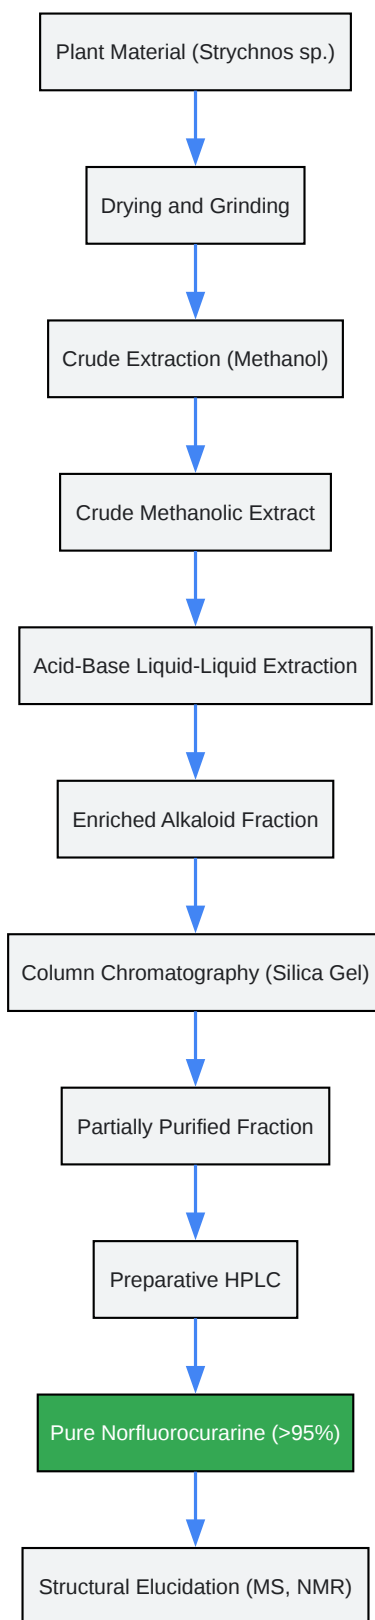 Plant Material (Strychnos sp.)
Drying and Grinding
Crude Extraction (Methanol)
Crude Methanolic Extract
Acid-Base Liquid-Liquid Extraction
Enriched Alkaloid Fraction
Column Chromatography (Silica Gel)
Partially Purified Fraction
Preparative HPLC
Pure Norfluorocurarine (>95%)
Structural Elucidation (MS, NMR)